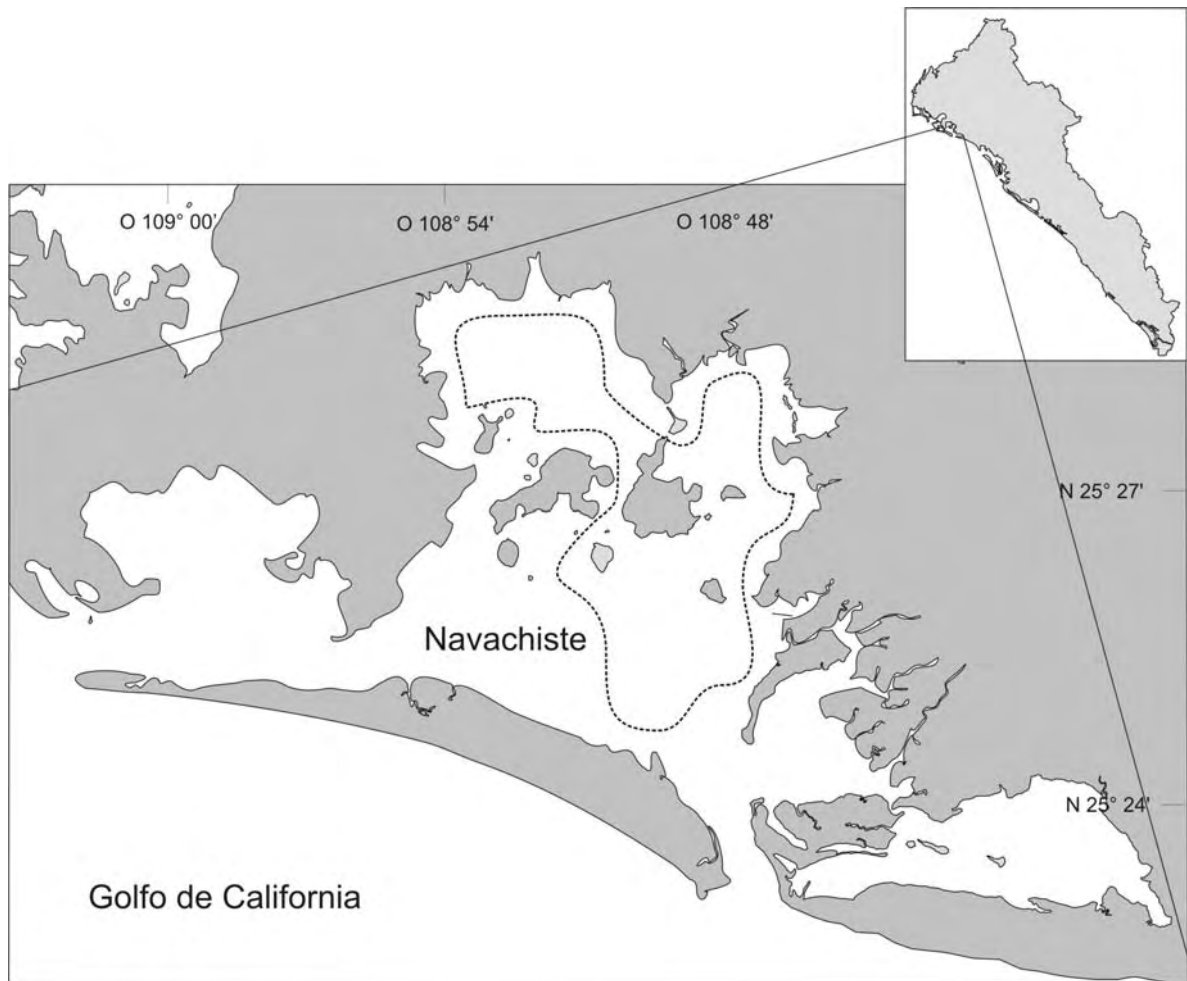 O 109° 00'
O 108° 54'
O 108° 48'
N 25° 27'
Navachiste
N 25° 24'
Golfo de California